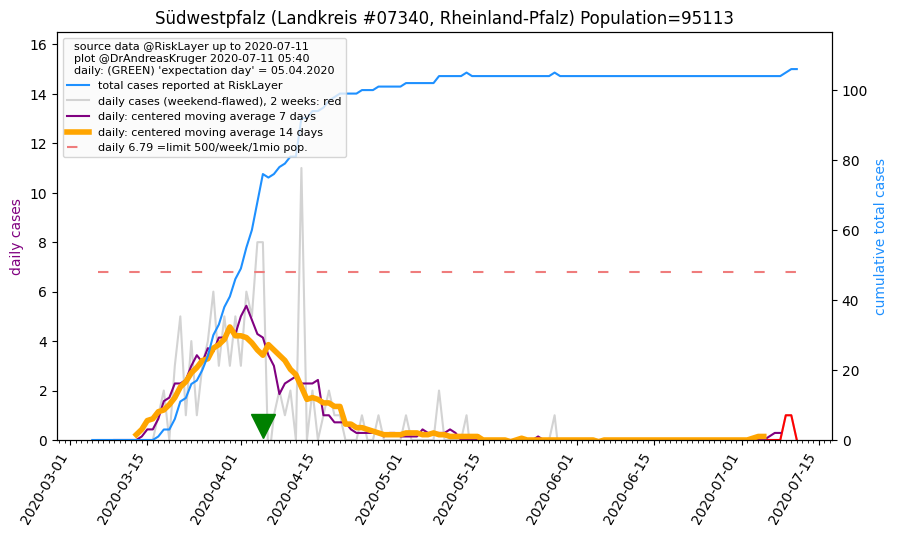 Südwestpfalz (Landkreis #07340, Rheinland-Pfalz) Population=95113
source data @RiskLayer up to 2020-07-11
plot @DrAndreasKruger 2020-07-11 05:40
daily: (GREEN) 'expectation day' = 05.04.2020
total cases reported at RiskLayer
daily cases (weekend-flawed), 2 weeks: red
daily: centered moving average 7 days
daily: centered moving average 14 days
daily 6.79 =limit 500/week/1mio pop.
daily cases
16
14
12
10
8
6
4
2
0
cumulative total cases
100
80
60
40
20
0
2020-03-01
2020-03-15
2020-04-01
2020-04-15
2020-05-01
2020-05-15
2020-06-01
2020-06-15
2020-07-01
2020-07-15